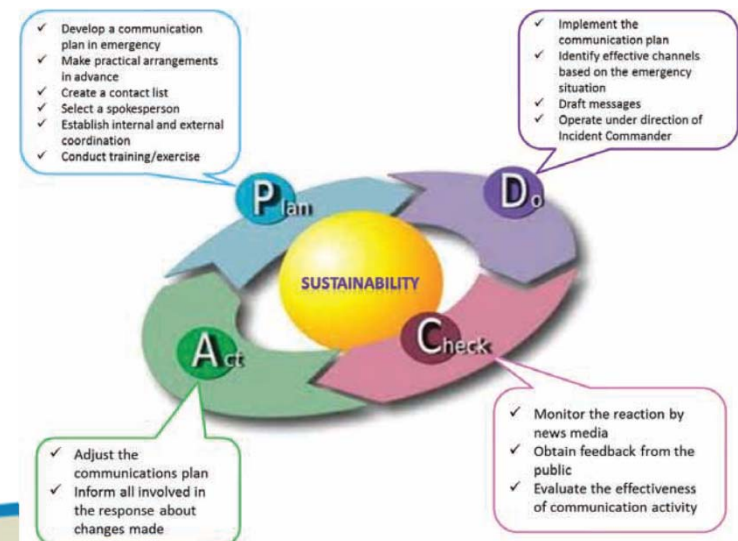 ✓ Develop a communication
plan in emergency
✓ Make practical arrangements
in advance
✓ Create a contact list
✓ Select a spokesperson
✓ Establish internal and external
coordination
✓ Conduct training/exercise
✓ Implement the
communication plan
✓ Identify effective channels
based on the emergency
situation
✓ Draft messages
✓ Operate under direction of
Incident Commander
Plan
Do
SUSTAINABILITY
Act
Check
✓ Adjust the
communications plan
✓ Inform all involved in
the response about
changes made
✓ Monitor the reaction by
news media
✓ Obtain feedback from the
public
✓ Evaluate the effectiveness
of communication activity